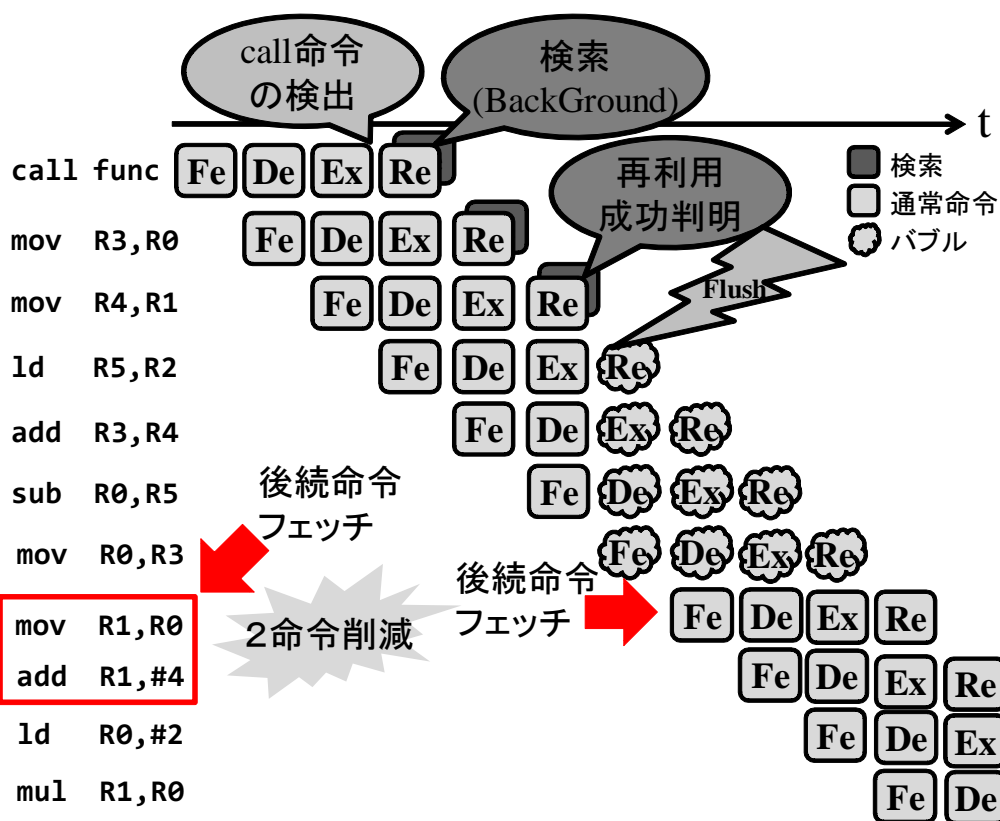 call命令
の検出
検索
(BackGround)
t
call func Fe De Ex Re
検索
通常命令
バブル
再利用
成功判明
mov R3,R0 Fe De Ex Re
mov R4,R1 Fe De Ex Re
Flush
ld R5,R2 Fe De Ex Re
add R3,R4 Fe De Ex Re
sub R0,R5 Fe De Ex Re
後続命令
フェッチ
mov R0,R3 Fe De Ex Re
後続命令
フェッチ
mov R1,R0 Fe De Ex Re
２命令削減
add R1,#4 Fe De Ex Re
ld R0,#2 Fe De Ex
mul R1,R0 Fe De